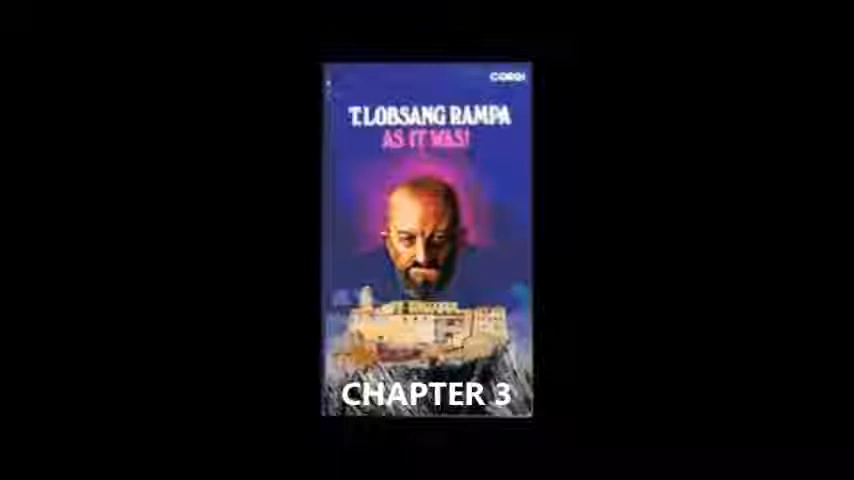 CORGI
T. LOBSANG RAMPA
AS IT WAS!
CHAPTER 3